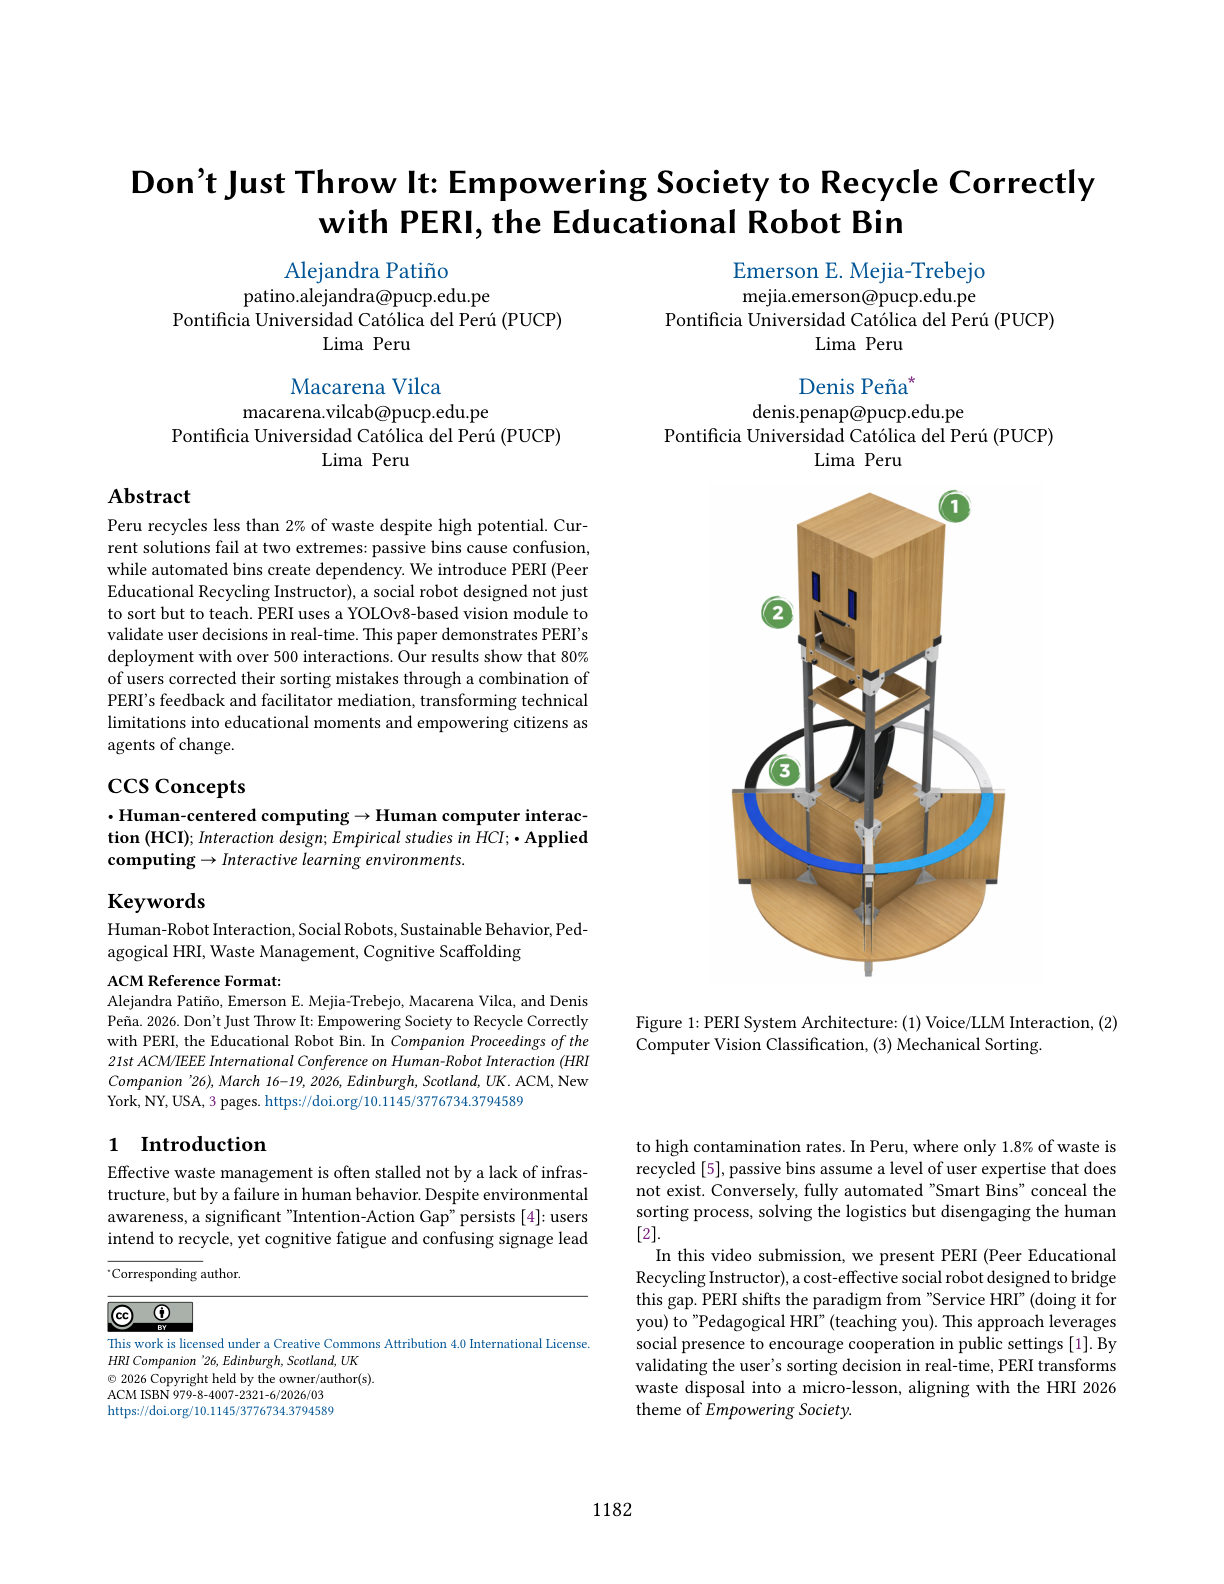 Don't Just Throw It: Empowering Society to Recycle Correctly
with PERI, the Educational Robot Bin
Alejandra Patiño
patino.alejandra@pucp.edu.pe
Pontificia Universidad Católica del Perú (PUCP)
Lima Peru
Emerson E. Mejia-Trebejo
mejia.emerson@pucp.edu.pe
Pontificia Universidad Católica del Perú (PUCP)
Lima Peru
Macarena Vilca
macarena.vilcab@pucp.edu.pe
Pontificia Universidad Católica del Perú (PUCP)
Lima Peru
Denis Peña*
denis.penap@pucp.edu.pe
Pontificia Universidad Católica del Perú (PUCP)
Lima Peru
Abstract
Peru recycles less than 2% of waste despite high potential. Cur-
rent solutions fail at two extremes: passive bins cause confusion,
while automated bins create dependency. We introduce PERI (Peer
Educational Recycling Instructor), a social robot designed not just
to sort but to teach. PERI uses a YOLOv8-based vision module to
validate user decisions in real-time. This paper demonstrates PERI's
deployment with over 500 interactions. Our results show that 80%
of users corrected their sorting mistakes through a combination of
PERI's feedback and facilitator mediation, transforming technical
limitations into educational moments and empowering citizens as
agents of change.
CCS Concepts
• Human-centered computing → Human computer interac-
tion (HCI); Interaction design; Empirical studies in HCI; • Applied
computing → Interactive learning environments.
Keywords
Human-Robot Interaction, Social Robots, Sustainable Behavior, Ped-
agogical HRI, Waste Management, Cognitive Scaffolding
ACM Reference Format:
Alejandra Patiño, Emerson E. Mejia-Trebejo, Macarena Vilca, and Denis
Peña. 2026. Don't Just Throw It: Empowering Society to Recycle Correctly
with PERI, the Educational Robot Bin. In Companion Proceedings of the
21st ACM/IEEE International Conference on Human-Robot Interaction (HRI
Companion '26), March 16–19, 2026, Edinburgh, Scotland, UK. ACM, New
York, NY, USA, 3 pages. https://doi.org/10.1145/3776734.3794589
1 Introduction
Effective waste management is often stalled not by a lack of infras-
tructure, but by a failure in human behavior. Despite environmental
awareness, a significant "Intention-Action Gap" persists [4]: users
intend to recycle, yet cognitive fatigue and confusing signage lead
*Corresponding author.
cc BY
This work is licensed under a Creative Commons Attribution 4.0 International License.
HRI Companion '26, Edinburgh, Scotland, UK
© 2026 Copyright held by the owner/author(s).
ACM ISBN 979-8-4007-2321-6/2026/03
https://doi.org/10.1145/3776734.3794589
1
2
3
Figure 1: PERI System Architecture: (1) Voice/LLM Interaction, (2)
Computer Vision Classification, (3) Mechanical Sorting.
to high contamination rates. In Peru, where only 1.8% of waste is
recycled [5], passive bins assume a level of user expertise that does
not exist. Conversely, fully automated "Smart Bins" conceal the
sorting process, solving the logistics but disengaging the human
[2].
In this video submission, we present PERI (Peer Educational
Recycling Instructor), a cost-effective social robot designed to bridge
this gap. PERI shifts the paradigm from "Service HRI" (doing it for
you) to "Pedagogical HRI" (teaching you). This approach leverages
social presence to encourage cooperation in public settings [1]. By
validating the user's sorting decision in real-time, PERI transforms
waste disposal into a micro-lesson, aligning with the HRI 2026
theme of Empowering Society.
1182